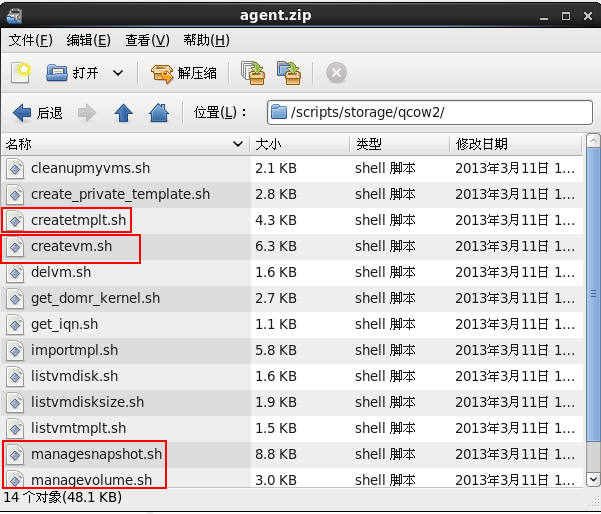 agent.zip
文件(F) 编辑(E) 查看(V) 帮助(H)
打开 解压缩
后退 位置(L)： /scripts/storage/qcow2/
名称 大小 类型 修改日期
cleanupmyvms.sh 2.1 KB shell 脚本 2013年3月11日 1...
create_private_template.sh 2.8 KB shell 脚本 2013年3月11日 1...
createtmplt.sh 4.3 KB shell 脚本 2013年3月11日 1...
createvm.sh 6.3 KB shell 脚本 2013年3月11日 1...
delvm.sh 1.6 KB shell 脚本 2013年3月11日 1...
get_domr_kernel.sh 2.7 KB shell 脚本 2013年3月11日 1...
get_iqn.sh 1.1 KB shell 脚本 2013年3月11日 1...
importmpl.sh 5.8 KB shell 脚本 2013年3月11日 1...
listvmdisk.sh 1.6 KB shell 脚本 2013年3月11日 1...
listvmdisksize.sh 1.9 KB shell 脚本 2013年3月11日 1...
listvmtmplt.sh 1.5 KB shell 脚本 2013年3月11日 1...
managesnapshot.sh 8.8 KB shell 脚本 2013年3月11日 1...
managevolume.sh 3.0 KB shell 脚本 2013年3月11日 1...
14 个对象(48.1 KB)